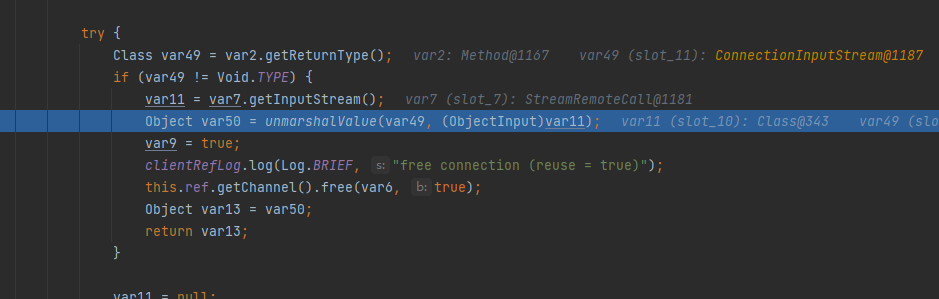 try {
Class var49 = var2.getReturnType(); var2: Method@1167 var49 (slot_11): ConnectionInputStream@1187
if (var49 != Void.TYPE) {
var11 = var7.getInputStream(); var7 (slot_7): StreamRemoteCall@1181
Object var50 = unmarshalValue(var49, (ObjectInput)var11); var11 (slot_10): Class@343 var49 (slo
var9 = true;
clientRefLog.log(Log.BRIEF, s: "free connection (reuse = true)");
this.ref.getChannel().free(var6, b: true);
Object var13 = var50;
return var13;
}
var11 = null;